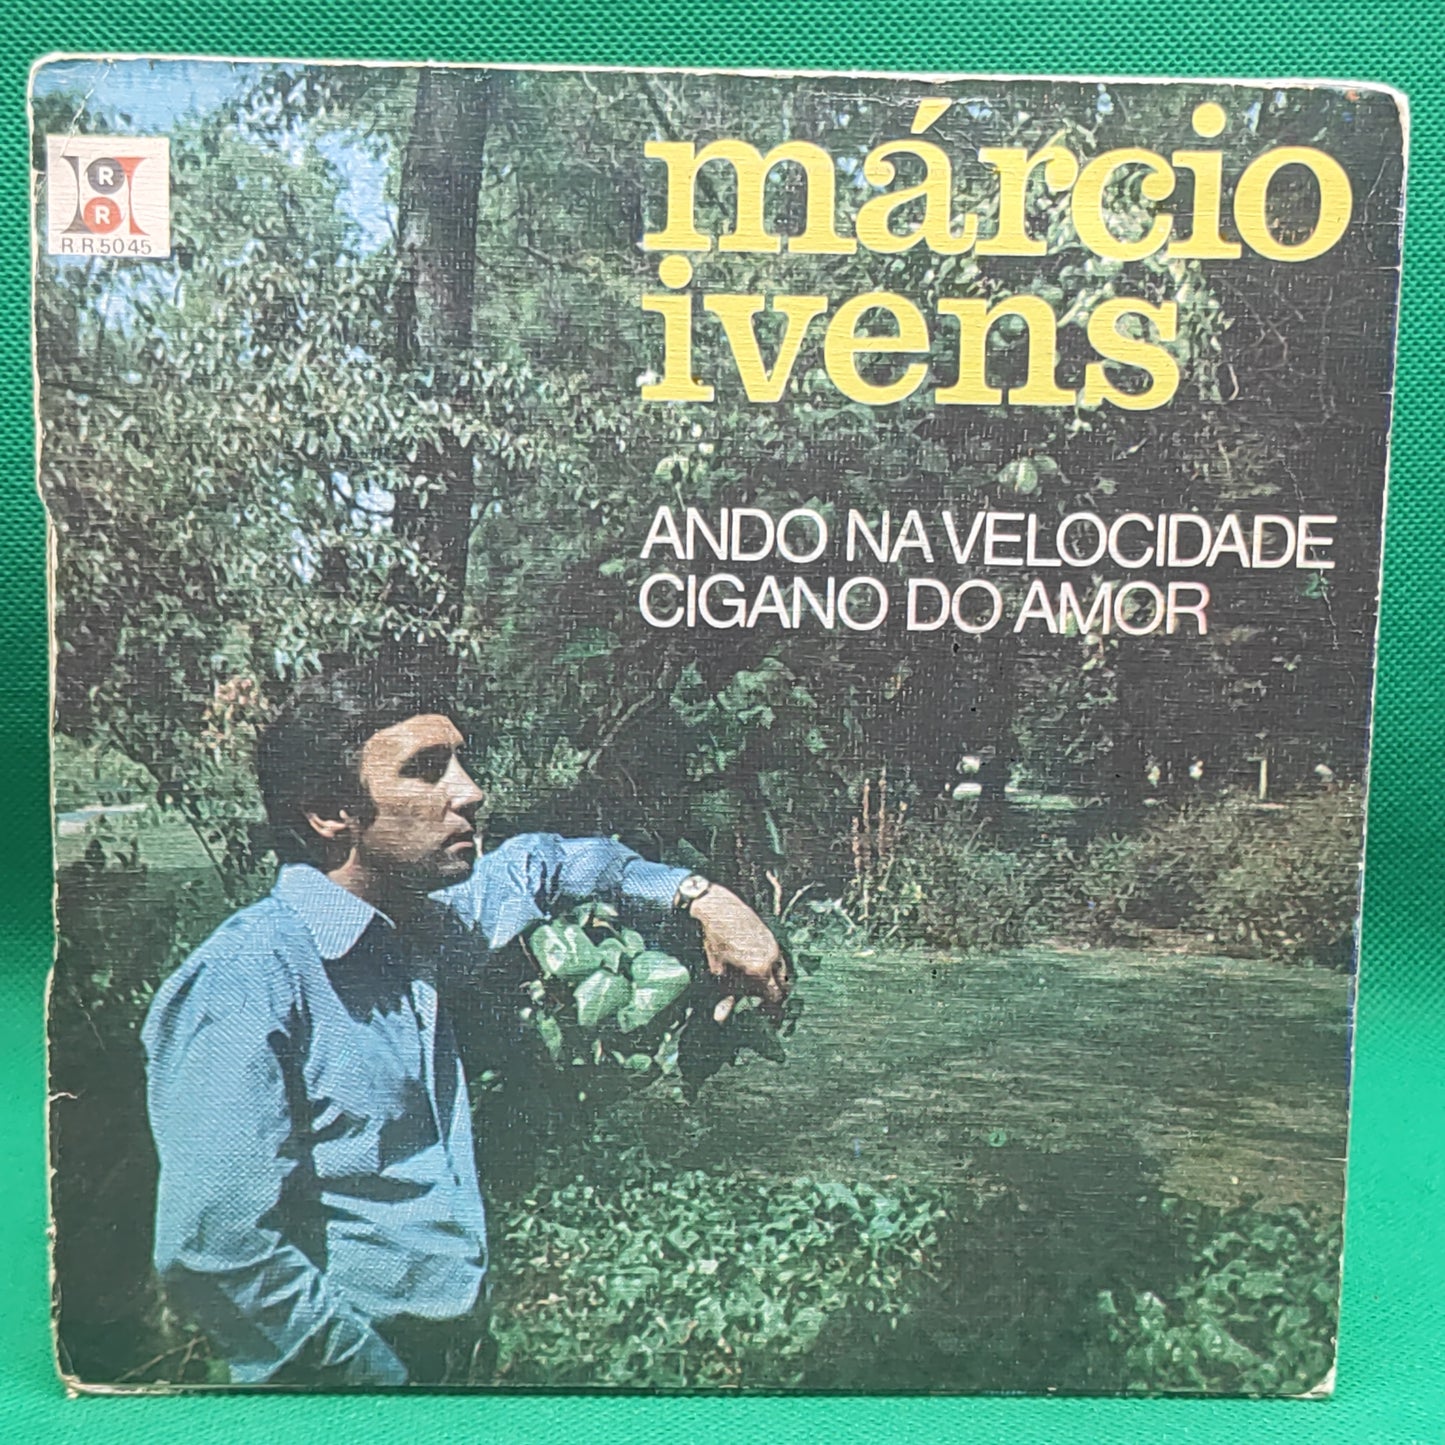 R
R
R.R.5045
márcio
ivens
ANDO NA VELOCIDADE
CIGANO DO AMOR